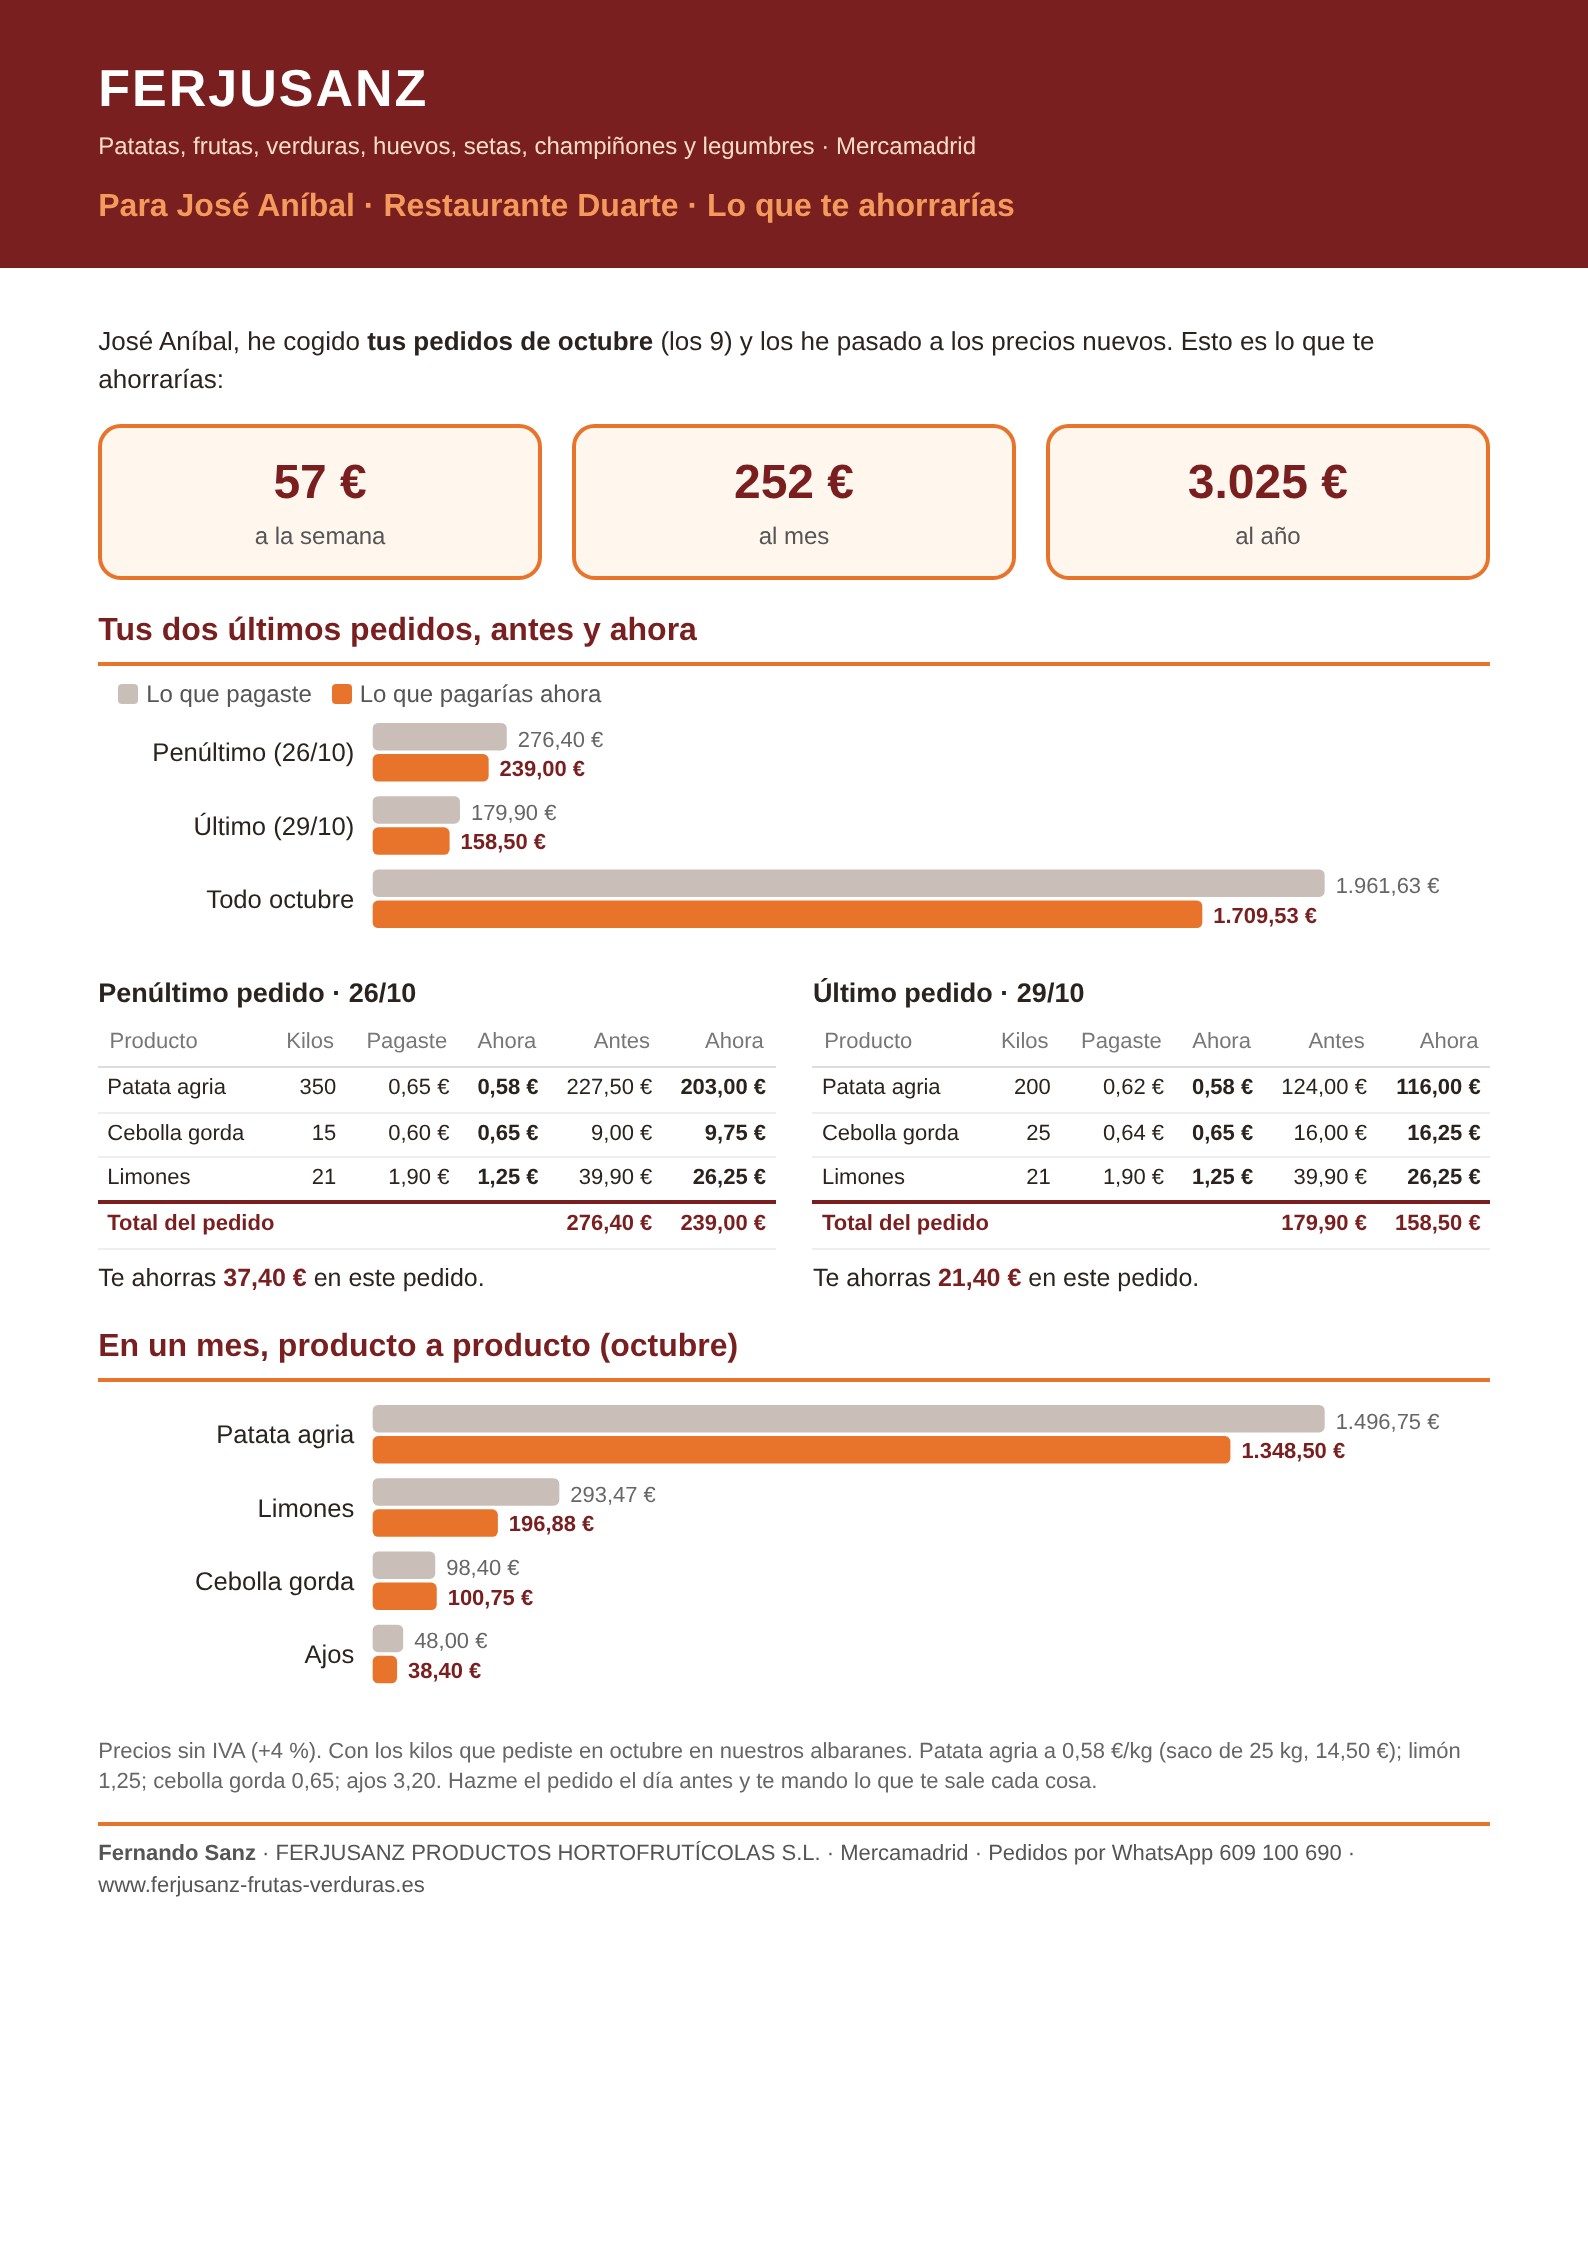 FERJUSANZ
Patatas, frutas, verduras, huevos, setas, champiñones y legumbres · Mercamadrid
Para José Aníbal · Restaurante Duarte · Lo que te ahorrarías
José Aníbal, he cogido tus pedidos de octubre (los 9) y los he pasado a los precios nuevos. Esto es lo que te
ahorrarías:
57 €
a la semana
252 €
al mes
3.025 €
al año
Tus dos últimos pedidos, antes y ahora
Lo que pagaste Lo que pagarías ahora
Penúltimo (26/10)
276,40 €
239,00 €
Último (29/10)
179,90 €
158,50 €
Todo octubre
1.961,63 €
1.709,53 €
Penúltimo pedido · 26/10
Producto Kilos Pagaste Ahora Antes Ahora
Patata agria 350 0,65 € 0,58 € 227,50 € 203,00 €
Cebolla gorda 15 0,60 € 0,65 € 9,00 € 9,75 €
Limones 21 1,90 € 1,25 € 39,90 € 26,25 €
Total del pedido 276,40 € 239,00 €
Te ahorras 37,40 € en este pedido.
Último pedido · 29/10
Producto Kilos Pagaste Ahora Antes Ahora
Patata agria 200 0,62 € 0,58 € 124,00 € 116,00 €
Cebolla gorda 25 0,64 € 0,65 € 16,00 € 16,25 €
Limones 21 1,90 € 1,25 € 39,90 € 26,25 €
Total del pedido 179,90 € 158,50 €
Te ahorras 21,40 € en este pedido.
En un mes, producto a producto (octubre)
Patata agria
1.496,75 €
1.348,50 €
Limones
293,47 €
196,88 €
Cebolla gorda
98,40 €
100,75 €
Ajos
48,00 €
38,40 €
Precios sin IVA (+4 %). Con los kilos que pediste en octubre en nuestros albaranes. Patata agria a 0,58 €/kg (saco de 25 kg, 14,50 €); limón
1,25; cebolla gorda 0,65; ajos 3,20. Hazme el pedido el día antes y te mando lo que te sale cada cosa.
Fernando Sanz · FERJUSANZ PRODUCTOS HORTOFRUTÍCOLAS S.L. · Mercamadrid · Pedidos por WhatsApp 609 100 690 ·
www.ferjusanz-frutas-verduras.es